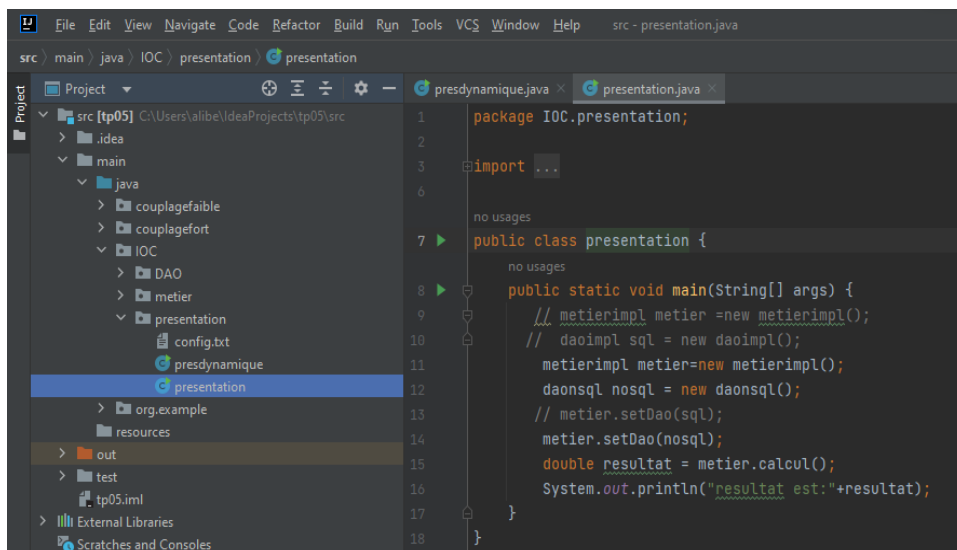 File Edit View Navigate Code Refactor Build Run Tools VCS Window Help src - presentation.java
src main java IOC presentation presentation
Project
Project
presdynamique.java presentation.java
src [tp05] C:\Users\alibe\IdeaProjects\tp05\src
.idea
main
java
couplagefaible
couplagefort
IOC
DAO
metier
presentation
config.txt
presdynamique
presentation
org.example
resources
out
test
tp05.iml
External Libraries
Scratches and Consoles
1 package IOC.presentation;
2
3 import ...
6
no usages
7 public class presentation {
no usages
8 public static void main(String[] args) {
9 // metierimpl metier =new metierimpl();
10 // daoimpl sql = new daoimpl();
11 metierimpl metier=new metierimpl();
12 daonsql nosql = new daonsql();
13 // metier.setDao(sql);
14 metier.setDao(nosql);
15 double resultat = metier.calcul();
16 System.out.println("resultat est:"+resultat);
17 }
18 }